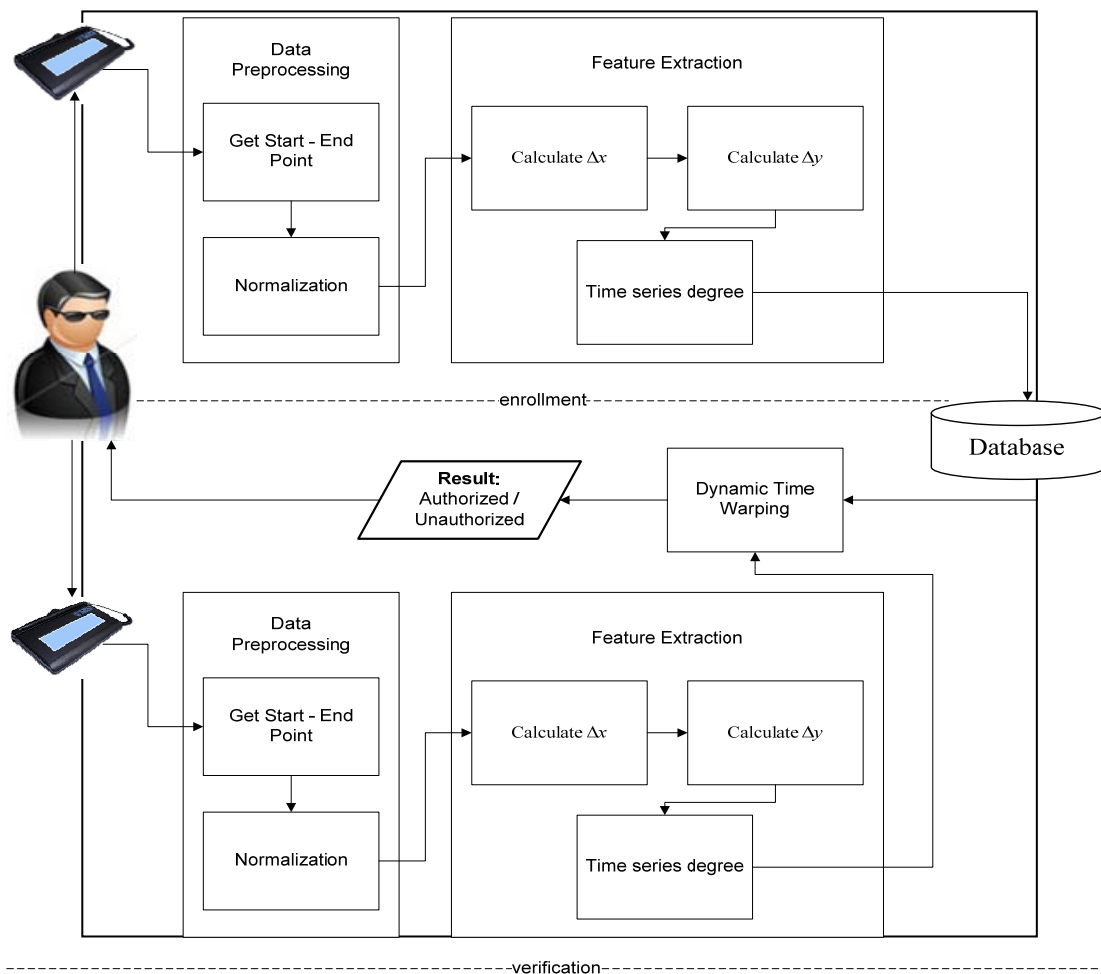 Data
Preprocessing
Feature Extraction
Get Start - End
Point
Calculate Δx
Calculate Δy
Normalization
Time series degree
enrollment
Database
Result:
Authorized /
Unauthorized
Dynamic Time
Warping
Data
Preprocessing
Feature Extraction
Get Start - End
Point
Calculate Δx
Calculate Δy
Normalization
Time series degree
verification